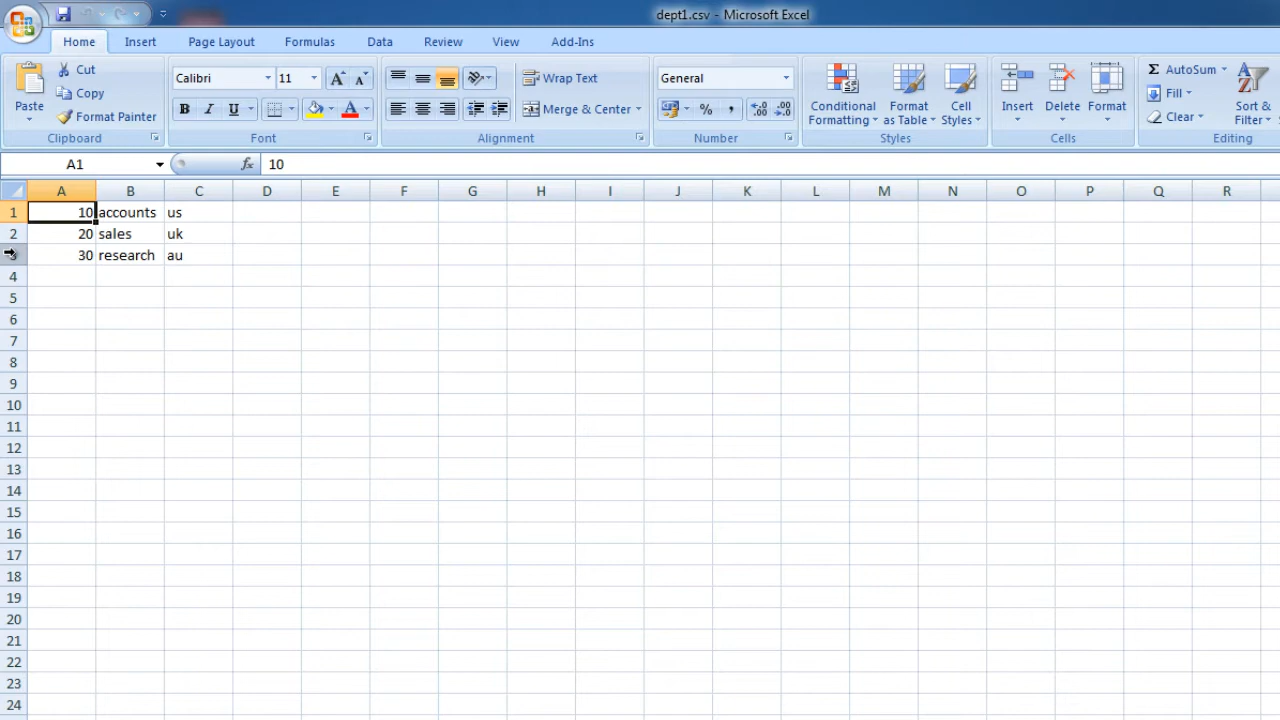 dept1.csv - Microsoft Excel
Home Insert Page Layout Formulas Data Review View Add-Ins
Paste
Cut
Copy
Format Painter
Clipboard
Calibri 11 A A
B I U A
Font
Wrap Text
Merge & Center
Alignment
General
% ,
Number
Conditional Formatting
Format as Table
Cell Styles
Styles
Insert Delete Format
Cells
Σ AutoSum
Fill
Clear
Sort & Filter
Editing
A1 fx 10
A B C D E F G H I J K L M N O P Q R
1 10 accounts us
2 20 sales uk
30 research au
4
5
6
7
8
9
10
11
12
13
14
15
16
17
18
19
20
21
22
23
24